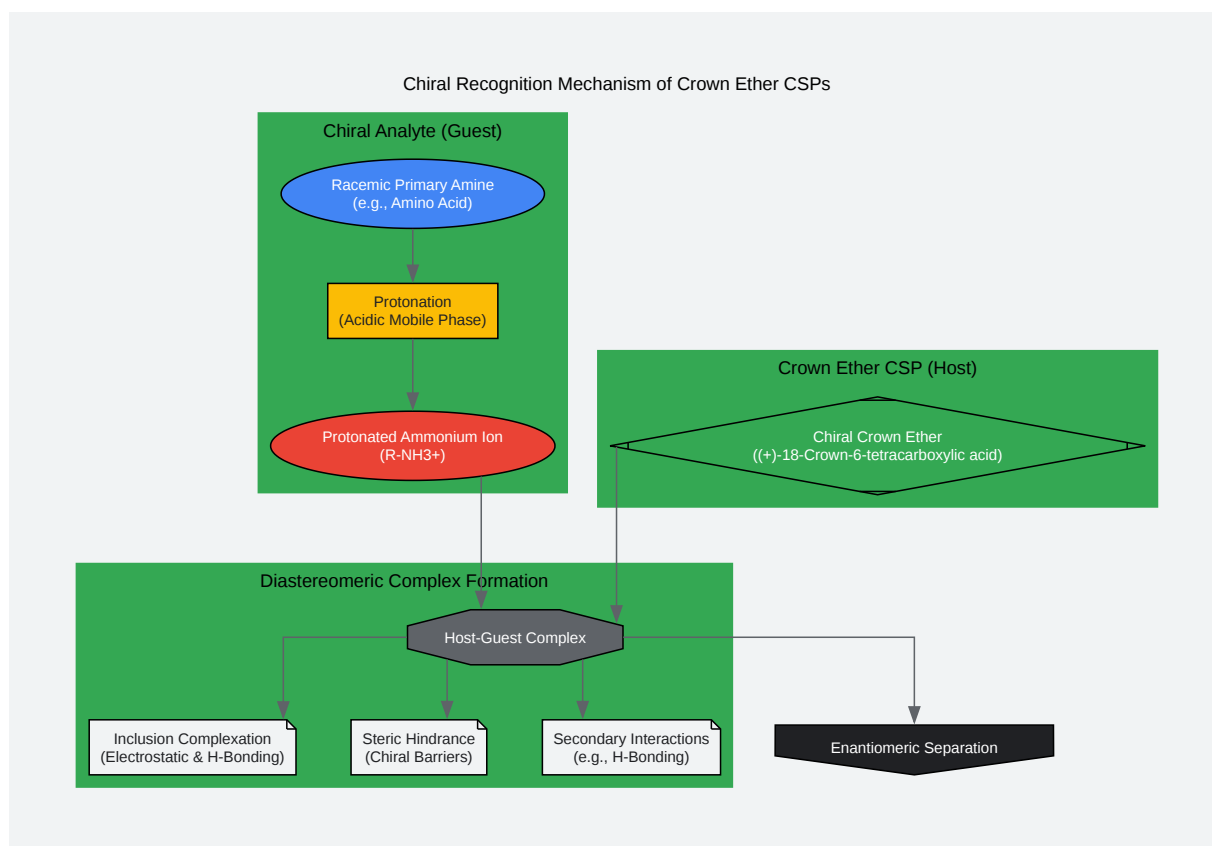 Chiral Recognition Mechanism of Crown Ether CSPs
Chiral Analyte (Guest)
Racemic Primary Amine
(e.g., Amino Acid)
Protonation
(Acidic Mobile Phase)
Protonated Ammonium Ion
(R-NH3+)
Crown Ether CSP (Host)
Chiral Crown Ether
((+)-18-Crown-6-tetracarboxylic acid)
Diastereomeric Complex Formation
Host-Guest Complex
Inclusion Complexation
(Electrostatic & H-Bonding)
Steric Hindrance
(Chiral Barriers)
Secondary Interactions
(e.g., H-Bonding)
Enantiomeric Separation